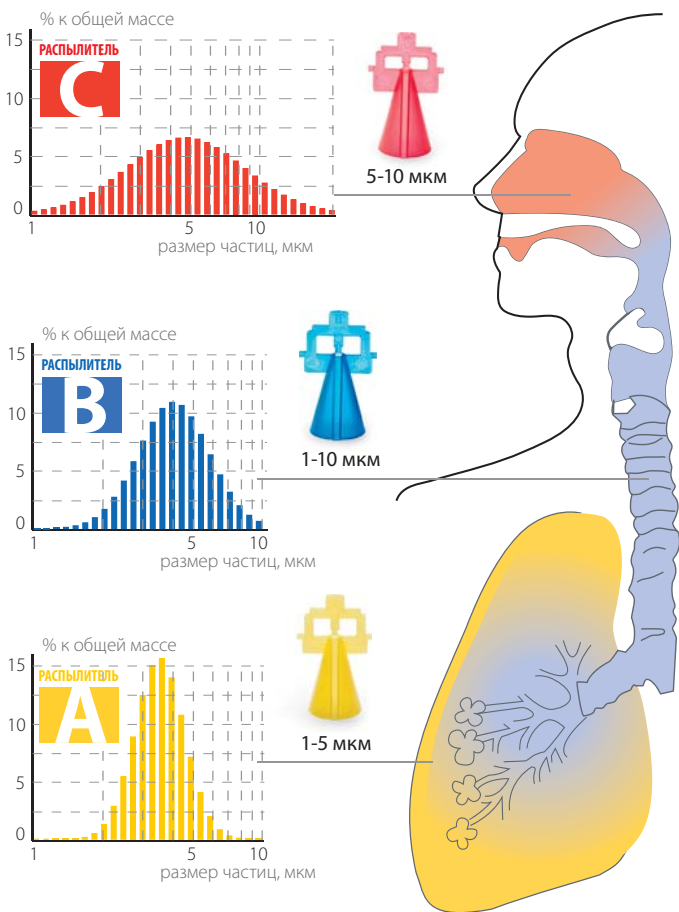 % к общей массе
15
РАСПЫЛИТЕЛЬ
C
10
5
0
1
5
10
размер частиц, мкм
5-10 мкм
% к общей массе
15
РАСПЫЛИТЕЛЬ
B
10
5
0
1
5
10
размер частиц, мкм
1-10 мкм
% к общей массе
15
РАСПЫЛИТЕЛЬ
A
10
5
0
1
5
10
размер частиц, мкм
1-5 мкм